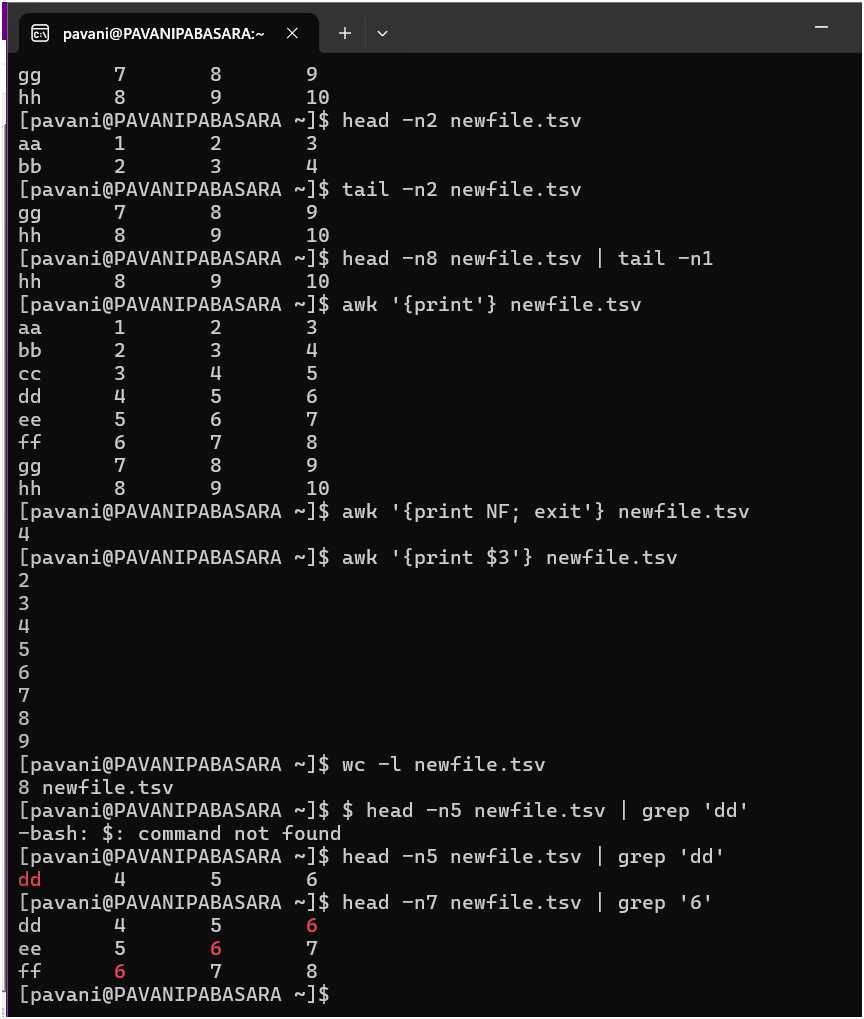 pavani@PAVANIPABASARA:~
gg 7 8 9
hh 8 9 10
[pavani@PAVANIPABASARA ~]$ head -n2 newfile.tsv
aa 1 2 3
bb 2 3 4
[pavani@PAVANIPABASARA ~]$ tail -n2 newfile.tsv
gg 7 8 9
hh 8 9 10
[pavani@PAVANIPABASARA ~]$ head -n8 newfile.tsv | tail -n1
hh 8 9 10
[pavani@PAVANIPABASARA ~]$ awk '{print'} newfile.tsv
aa 1 2 3
bb 2 3 4
cc 3 4 5
dd 4 5 6
ee 5 6 7
ff 6 7 8
gg 7 8 9
hh 8 9 10
[pavani@PAVANIPABASARA ~]$ awk '{print NF; exit'} newfile.tsv
4
[pavani@PAVANIPABASARA ~]$ awk '{print $3'} newfile.tsv
2
3
4
5
6
7
8
9
[pavani@PAVANIPABASARA ~]$ wc -l newfile.tsv
8 newfile.tsv
[pavani@PAVANIPABASARA ~]$ $ head -n5 newfile.tsv | grep 'dd'
-bash: $: command not found
[pavani@PAVANIPABASARA ~]$ head -n5 newfile.tsv | grep 'dd'
dd 4 5 6
[pavani@PAVANIPABASARA ~]$ head -n7 newfile.tsv | grep '6'
dd 4 5 6
ee 5 6 7
ff 6 7 8
[pavani@PAVANIPABASARA ~]$